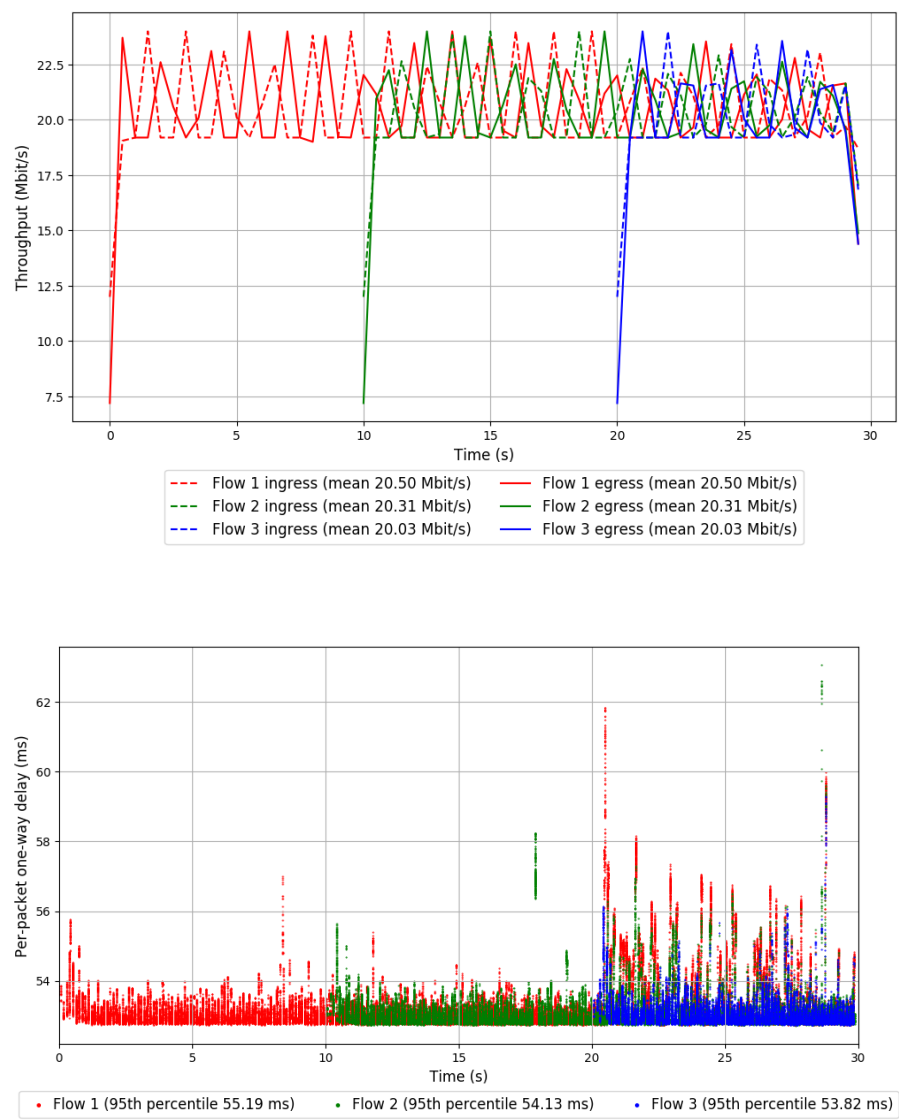 22.5
20.0
17.5
15.0
12.5
10.0
7.5
Throughput (Mbit/s)
0 5 10 15 20 25 30
Time (s)
Flow 1 ingress (mean 20.50 Mbit/s) Flow 1 egress (mean 20.50 Mbit/s)
Flow 2 ingress (mean 20.31 Mbit/s) Flow 2 egress (mean 20.31 Mbit/s)
Flow 3 ingress (mean 20.03 Mbit/s) Flow 3 egress (mean 20.03 Mbit/s)
62
60
58
56
54
Per-packet one-way delay (ms)
0 5 10 15 20 25 30
Time (s)
Flow 1 (95th percentile 55.19 ms) Flow 2 (95th percentile 54.13 ms) Flow 3 (95th percentile 53.82 ms)